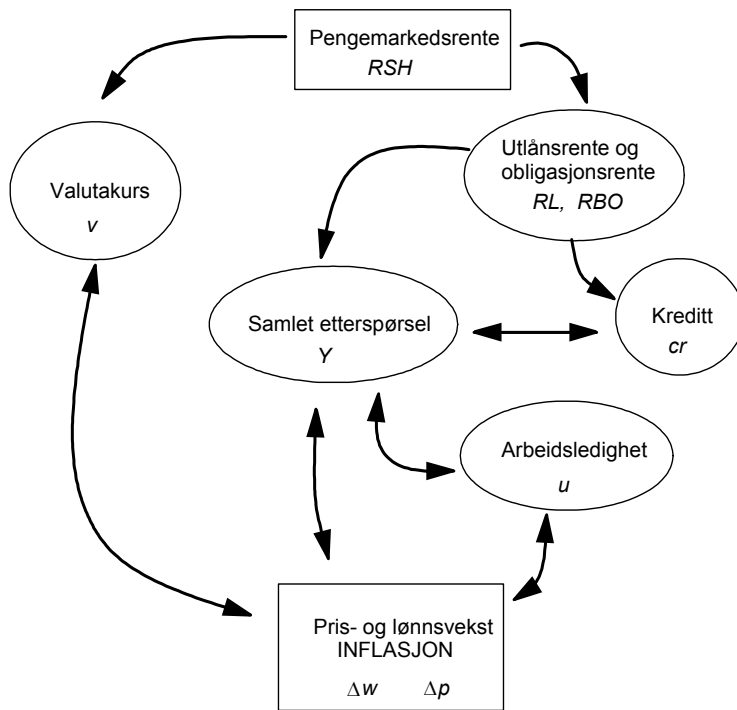 Pengemarkedsrente
RSH
Utlånsrente og
obligasjonsrente
RL, RBO
Valutakurs
v
Samlet etterspørsel
Y
Kreditt
cr
Arbeidsledighet
u
Pris- og lønnsvekst
INFLASJON
Δw Δp